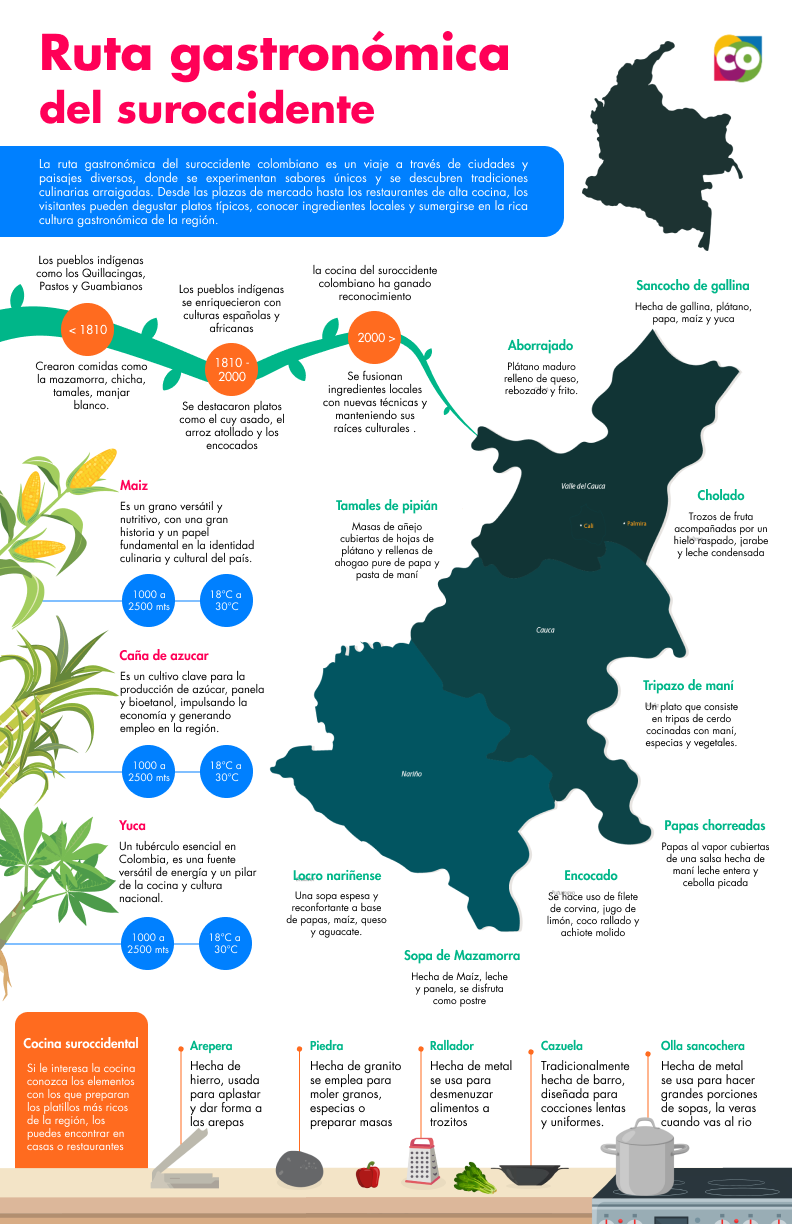 Ruta gastronómica
del suroccidente
CO
La ruta gastronómica del suroccidente colombiano es un viaje a través de ciudades y
paisajes diversos, donde se experimentan sabores únicos y se descubren tradiciones
culinarias arraigadas. Desde las plazas de mercado hasta los restaurantes de alta cocina, los
visitantes pueden degustar platos típicos, conocer ingredientes locales y sumergirse en la rica
cultura gastronómica de la región.
Los pueblos indígenas
como los Quillacingas,
Pastos y Guambianos
< 1810
Crearon comidas como
la mazamorra, chicha,
tamales, manjar
blanco.
Los pueblos indígenas
se enriquecieron con
culturas españolas y
africanas
1810 -
2000
Se destacaron platos
como el cuy asado, el
arroz atollado y los
encocados
la cocina del suroccidente
colombiano ha ganado
reconocimiento
2000 >
Se fusionan
ingredientes locales
con nuevas técnicas y
manteniendo sus
raíces culturales .
Sancocho de gallina
Hecha de gallina, plátano,
papa, maiz y yuca
Aborrajado
Plátano maduro
relleno de queso,
rebozado y frito.
Valle del Cauca
Cali
Palmira
Cholado
Trozos de fruta
acompañadas por un
hielo raspado, jarabe
y leche condensada
Tamales de pipián
Masas de añejo
cubiertas de hojas de
plátano y rellenas de
ahogao pure de papa y
pasta de maní
Cauca
Tripazo de maní
Un plato que consiste
en tripas de cerdo
cocinadas con maní,
especias y vegetales.
Nariño
Papas chorreadas
Papas al vapor cubiertas
de una salsa hecha de
maní leche entera y
cebolla picada
Locro nariñense
Una sopa espesa y
reconfortante a base
de papas, maiz, queso
y aguacate.
Encocado
Se hace uso de filete
de corvina, jugo de
limón, coco rallado y
achiote molido
Sopa de Mazamorra
Hecha de Maíz, leche
y panela, se disfruta
como postre
Maiz
Es un grano versátil y
nutritivo, con una gran
historia y un papel
fundamental en la identidad
culinaria y cultural del país.
1000 a
2500 mts
18°C a
30°C
Caña de azucar
Es un cultivo clave para la
producción de azúcar, panela
y bioetanol, impulsando la
economía y generando
empleo en la región.
1000 a
2500 mts
18°C a
30°C
Yuca
Un tubérculo esencial en
Colombia, es una fuente
versátil de energía y un pilar
de la cocina y cultura
nacional.
1000 a
2500 mts
18°C a
30°C
Cocina suroccidental
Si le interesa la cocina
conozca los elementos
con los que preparan
los platillos más ricos
de la región, los
puedes encontrar en
casas o restaurantes
Arepera
Hecha de
hierro, usada
para aplastar
y dar forma a
las arepas
Piedra
Hecha de granito
se emplea para
moler granos,
especias o
preparar masas
Rallador
Hecha de metal
se usa para
desmenuzar
alimentos a
trozitos
Cazuela
Tradicionalmente
hecha de barro,
diseñada para
cocciones lentas
y uniformes.
Olla sancochera
Hecha de metal
se usa para hacer
grandes porciones
de sopas, la veras
cuando vas al rio